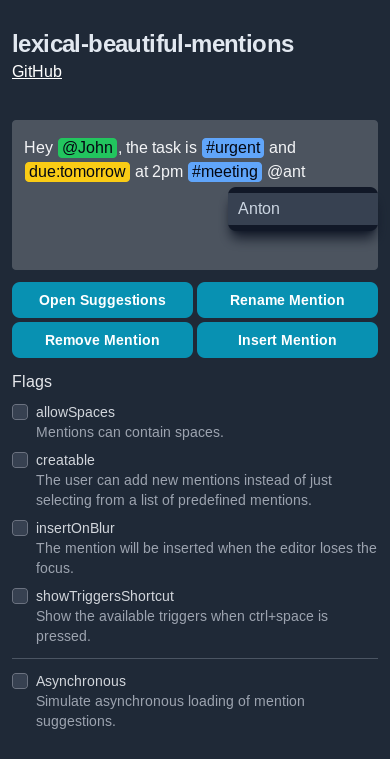 lexical-beautiful-mentions
GitHub
Hey @John, the task is #urgent and
due:tomorrow at 2pm #meeting @ant
Anton
Open Suggestions
Rename Mention
Remove Mention
Insert Mention
Flags
allowSpaces
Mentions can contain spaces.
creatable
The user can add new mentions instead of just
selecting from a list of predefined mentions.
insertOnBlur
The mention will be inserted when the editor loses the
focus.
showTriggersShortcut
Show the available triggers when ctrl+space is
pressed.
Asynchronous
Simulate asynchronous loading of mention
suggestions.